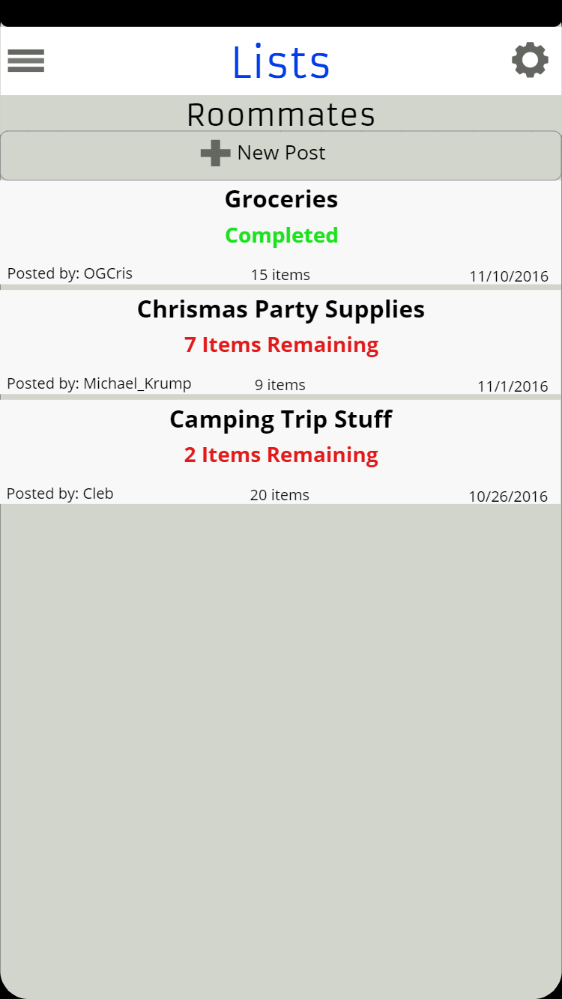 Lists
Roommates
New Post
Groceries
Completed
Posted by: OGCris 15 items 11/10/2016
Chrismas Party Supplies
7 Items Remaining
Posted by: Michael_Krump 9 items 11/1/2016
Camping Trip Stuff
2 Items Remaining
Posted by: Cleb 20 items 10/26/2016